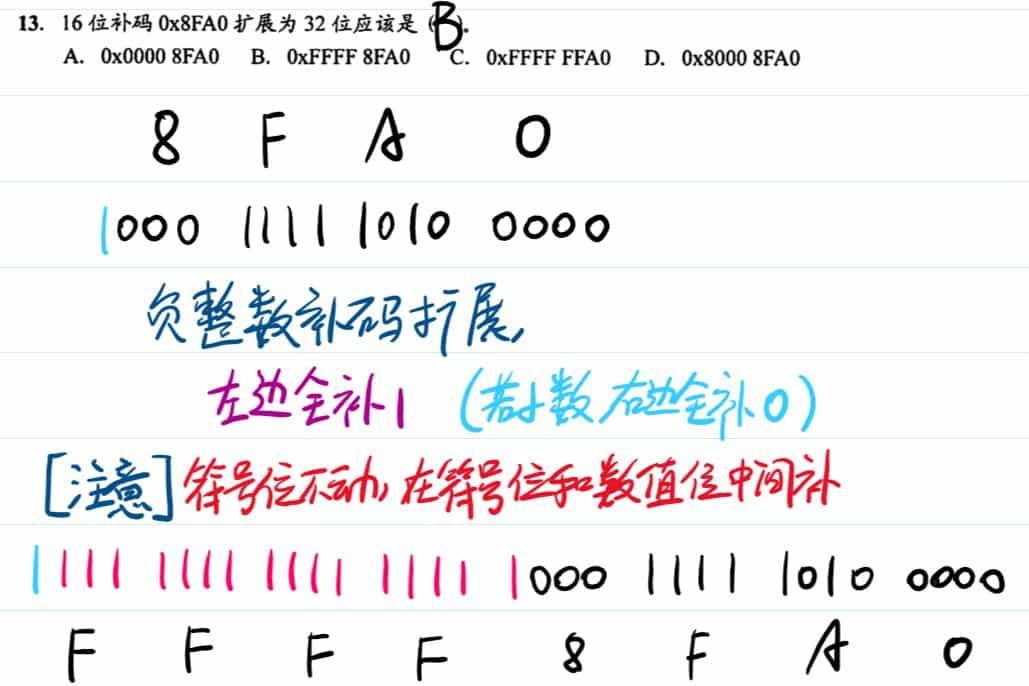 13. 16 位补码 0x8FA0 扩展为 32 位应该是 ( B ).
A. 0x0000 8FA0 B. 0xFFFF 8FA0 C. 0xFFFF FFA0 D. 0x8000 8FA0
8 F A 0
1000 1111 1010 0000
负整数补码扩展,
左边全补1 (若小数,右边全补0)
[注意] 符号位不动,在符号位和数值位中间补
1111 1111 1111 1111 1000 1111 1010 0000
F F F F 8 F A 0